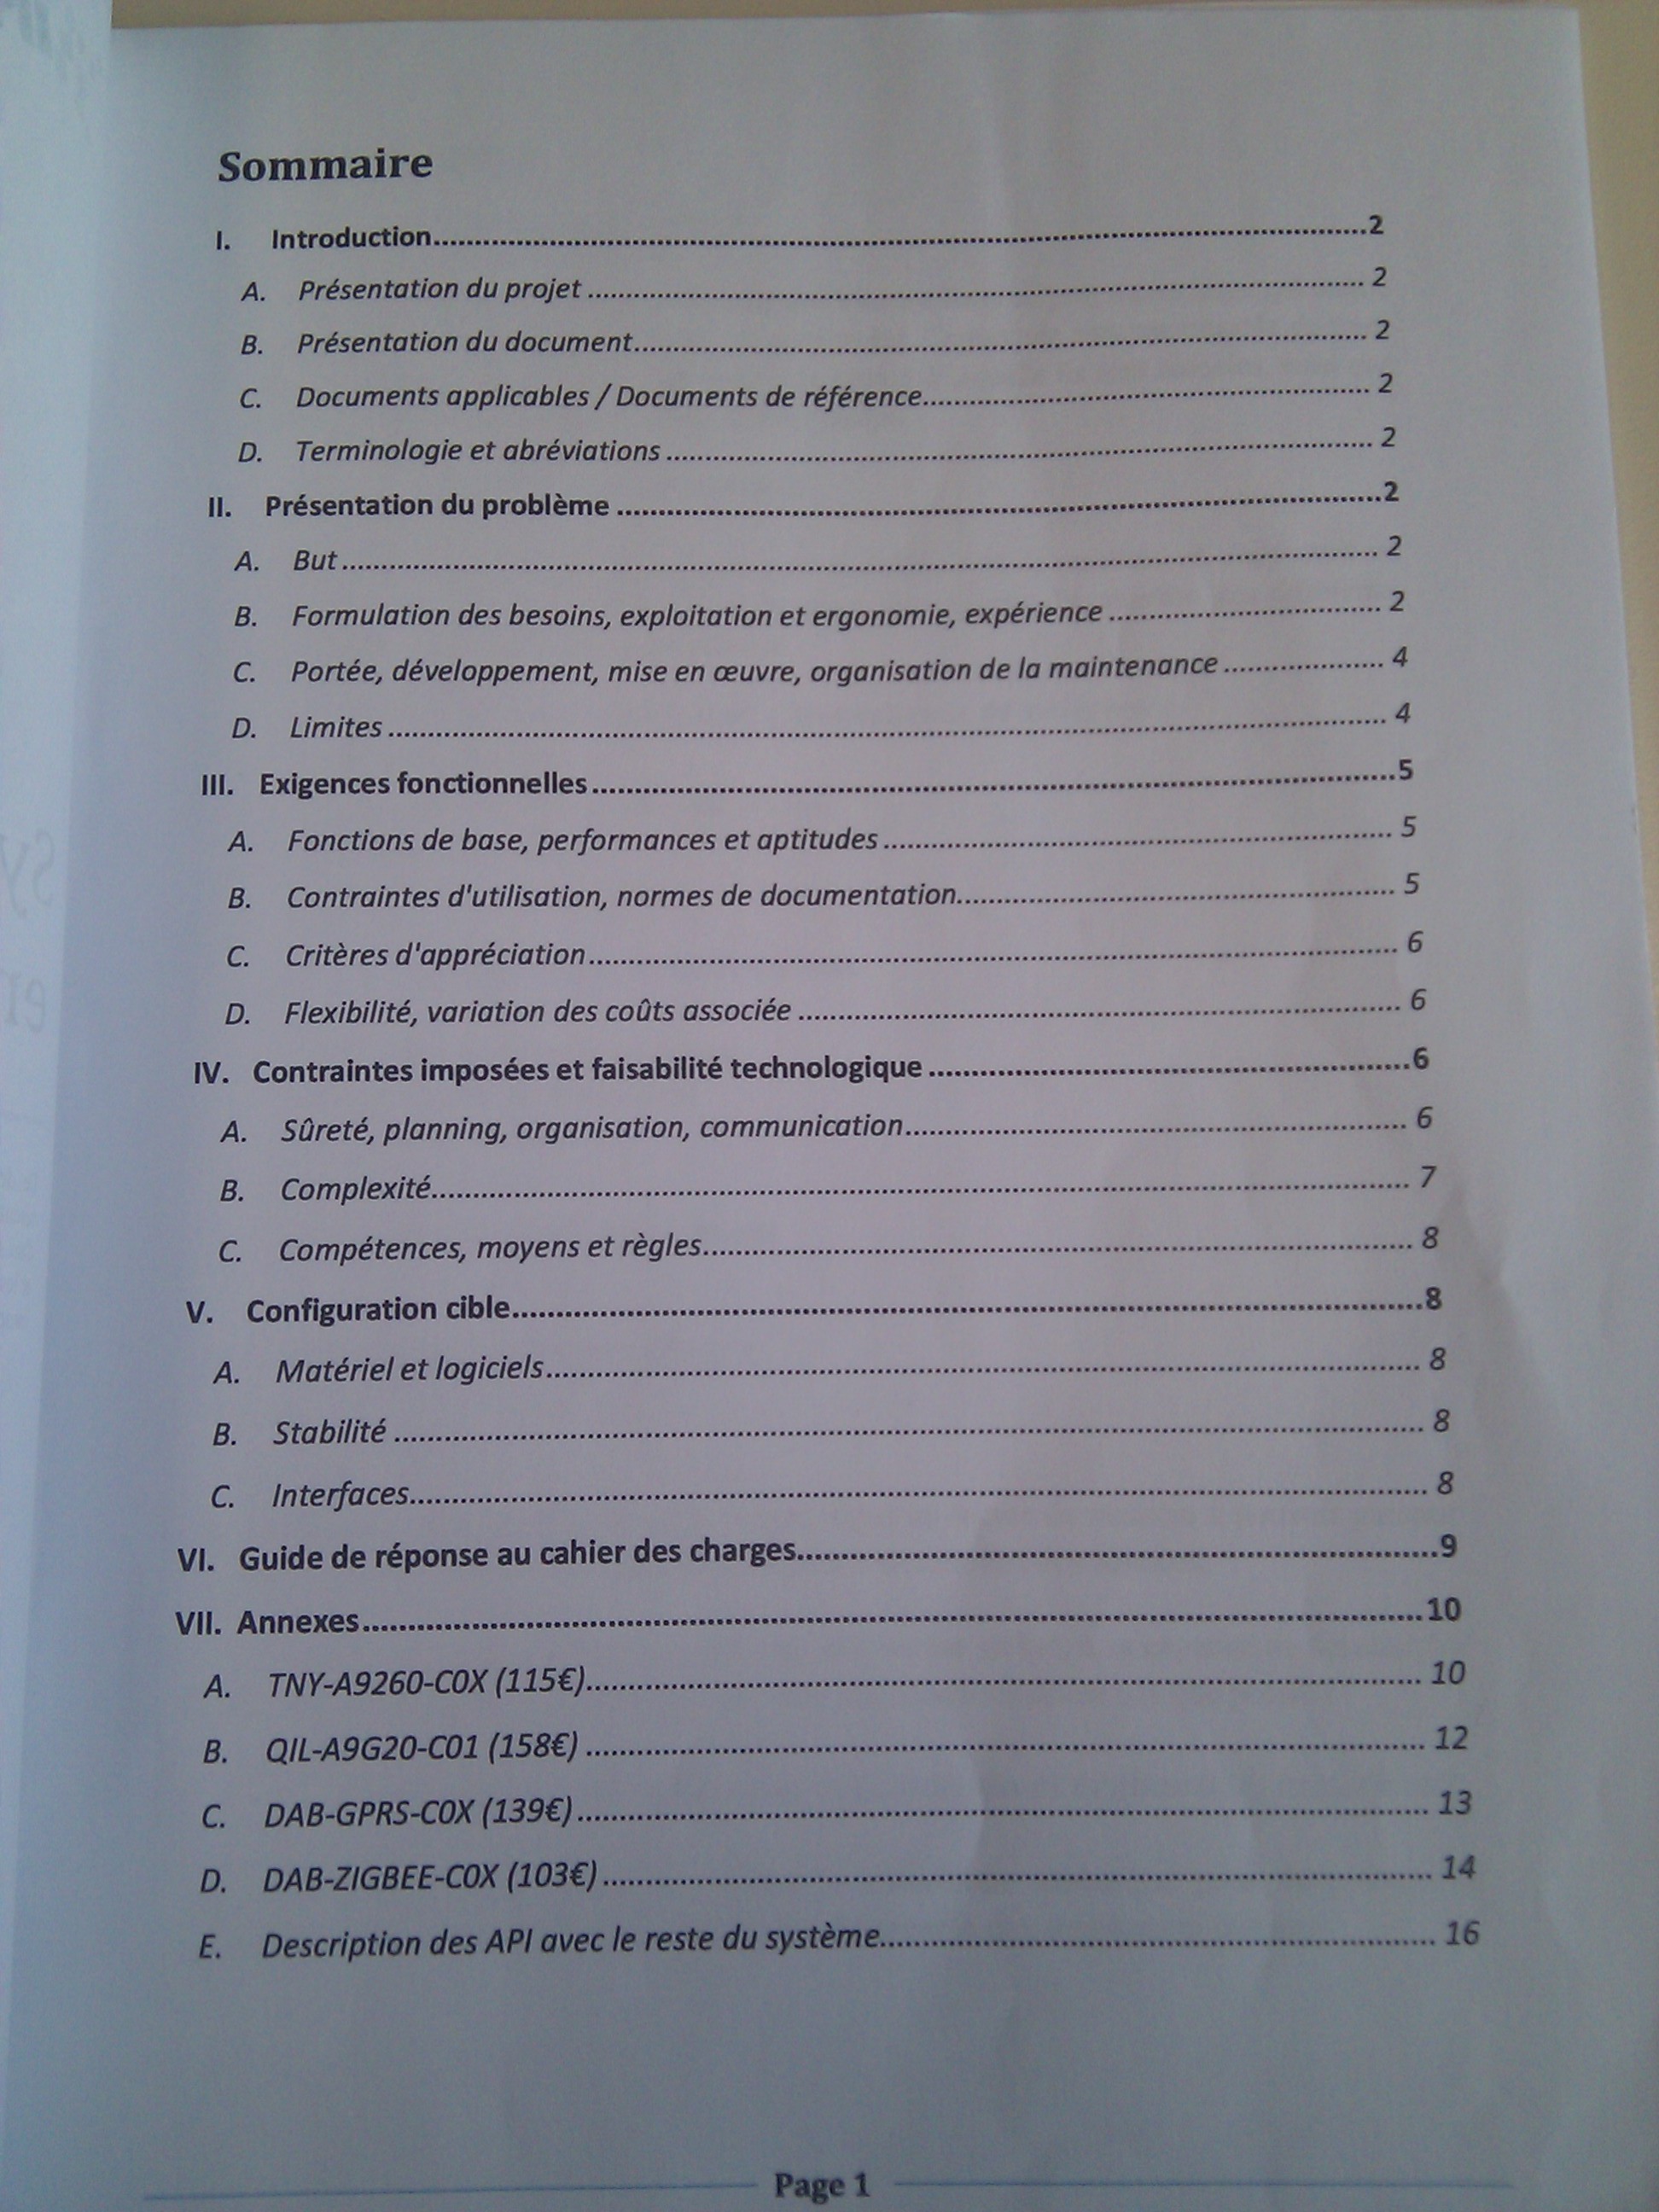 Sommaire
I. Introduction 2
A. Présentation du projet 2
B. Présentation du document 2
C. Documents applicables / Documents de référence 2
D. Terminologie et abréviations 2
II. Présentation du problème 2
A. But 2
B. Formulation des besoins, exploitation et ergonomie, expérience 2
C. Portée, développement, mise en œuvre, organisation de la maintenance 4
D. Limites 4
III. Exigences fonctionnelles 5
A. Fonctions de base, performances et aptitudes 5
B. Contraintes d'utilisation, normes de documentation 5
C. Critères d'appréciation 6
D. Flexibilité, variation des coûts associée 6
IV. Contraintes imposées et faisabilité technologique 6
A. Sûreté, planning, organisation, communication 6
B. Complexité 7
C. Compétences, moyens et règles 8
V. Configuration cible 8
A. Matériel et logiciels 8
B. Stabilité 8
C. Interfaces 8
VI. Guide de réponse au cahier des charges 9
VII. Annexes 10
A. TNY-A9260-C0X (115€) 10
B. QIL-A9G20-C01 (158€) 12
C. DAB-GPRS-C0X (139€) 13
D. DAB-ZIGBEE-C0X (103€) 14
E. Description des API avec le reste du système 16
Page 1